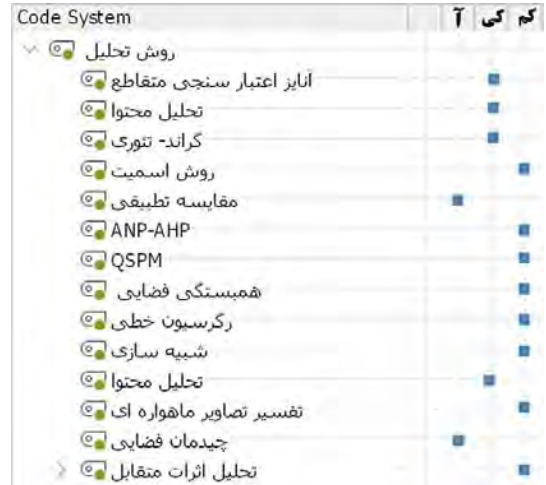 Code System آ کی کم
روش تحلیل
آنایز اعتبار سنجی متقاطع
تحلیل محتوا
گراند- تئوری
روش اسمیت
مقایسه تطبیقی
ANP-AHP
QSPM
همبستگی فضایی
رگرسیون خطی
شبیه سازی
تحلیل محتوا
تفسیر تصاویر ماهواره ای
چیدمان فضایی
تحلیل اثرات متقابل